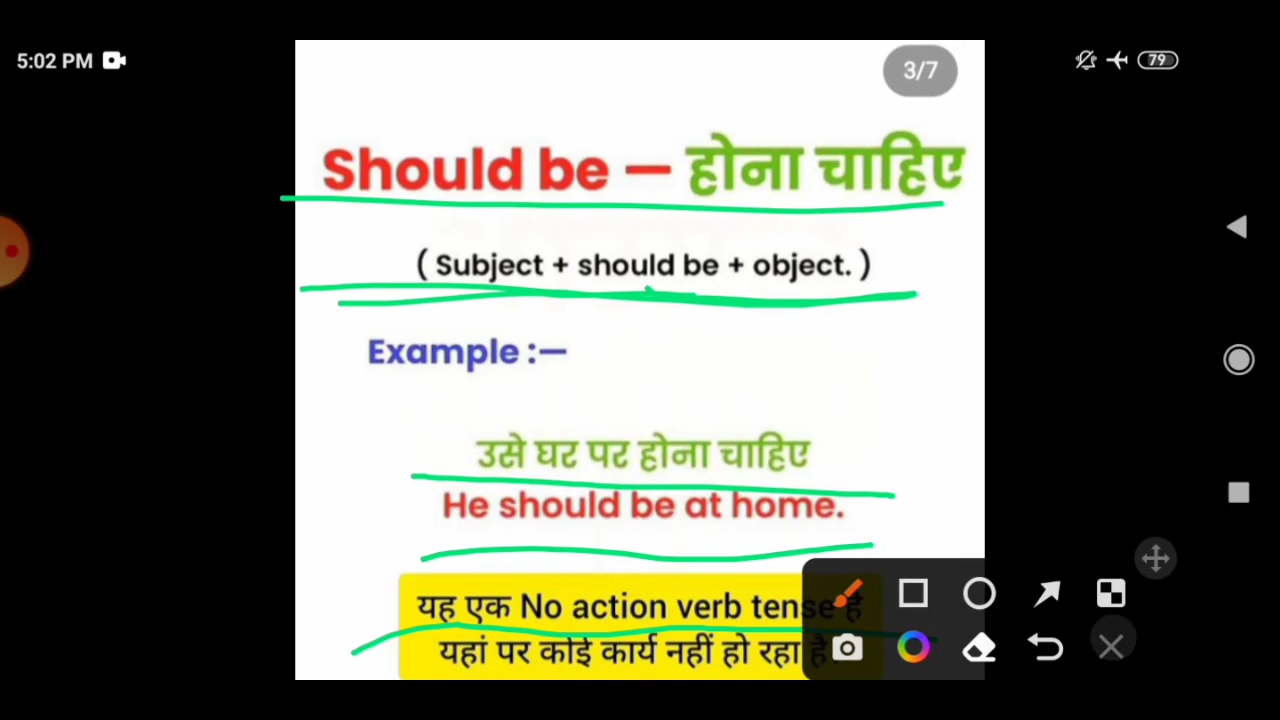 5:02 PM
79
3/7
Should be — होना चाहिए
( Subject + should be + object. )
Example :—
उसे घर पर होना चाहिए
He should be at home.
यह एक No action verb tense है
यहां पर कोई कार्य नहीं हो रहा है